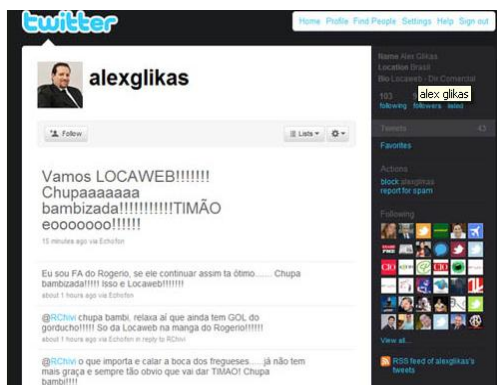 twitter
Home Profile Find People Settings Help Sign out
alexglikas
Follow
Lists
Vamos LOCAWEB!!!!!!!
Chupaaaaaaa
bambizada!!!!!!!!!!!TIMÃO
eooooooo!!!!!!
15 minutes ago via Echofon
Eu sou FA do Rogerio, se ele continuar assim ta ótimo...... Chupa
bambizada!!!!! Isso e Locaweb!!!!!!!
about 1 hours ago via Echofon
@RChivi chupa bambi, relaxa aí que ainda tem GOL do
gorducho!!!!! So da Locaweb na manga do Rogerio!!!!!!
about 1 hours ago via Echofon in reply to RChivi
@RChivi o que importa e calar a boca dos fregueses..... já não tem
mais graça e sempre tão obvio que vai dar TIMAO! Chupa
bambi!!!!
Name Alex Glikas
Location Brasil
Bio Locaweb - Dir Comercial
103
following followers listed
alex glikas
Tweets 43
Favorites
Actions
block alexglikas
report for spam
Following
View all...
RSS feed of alexglikas's
tweets